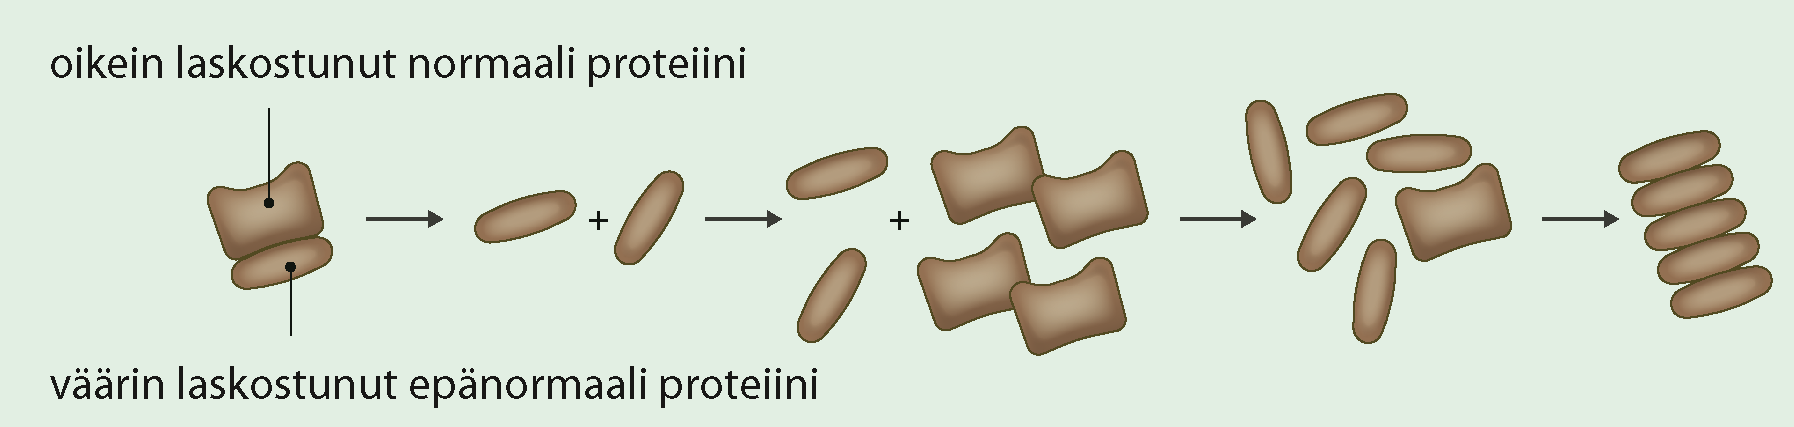 oikein laskostunut normaali proteiini
+
+
väärin laskostunut epänormaali proteiini